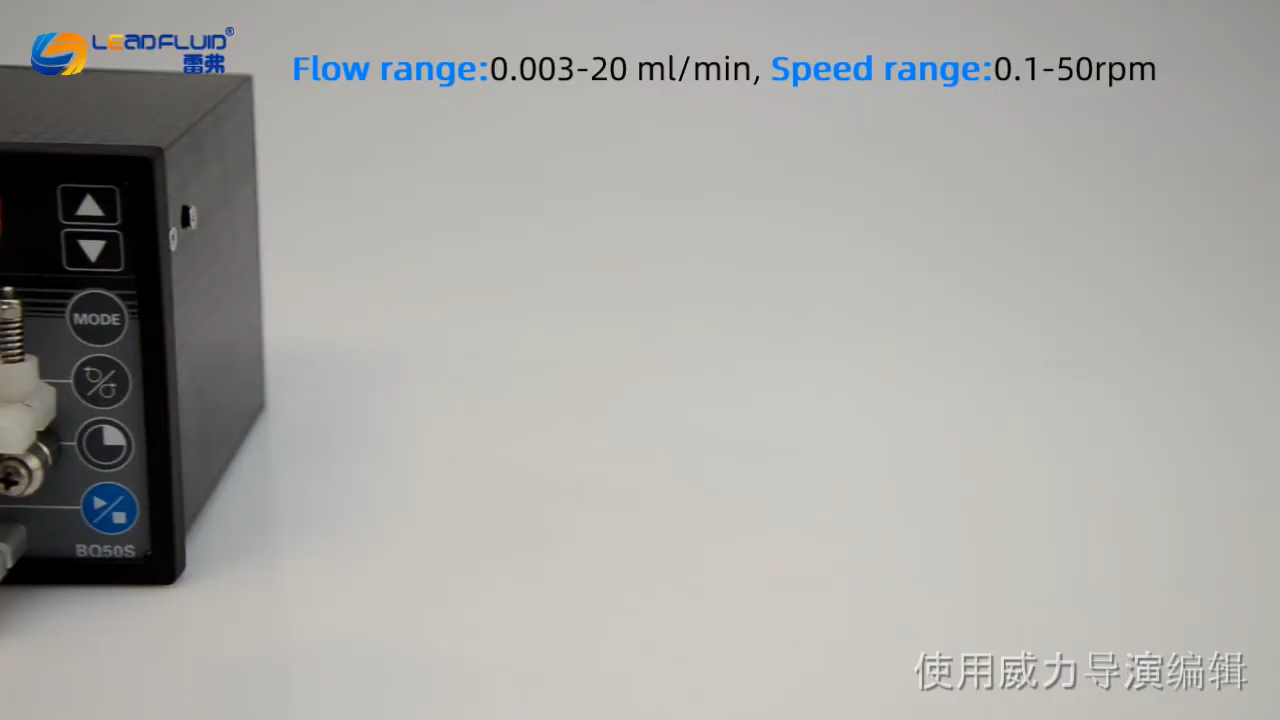 LEADFLUID®
雷弗
Flow range:0.003-20 ml/min, Speed range:0.1-50rpm
MODE
BQ50S
使用威力导演编辑